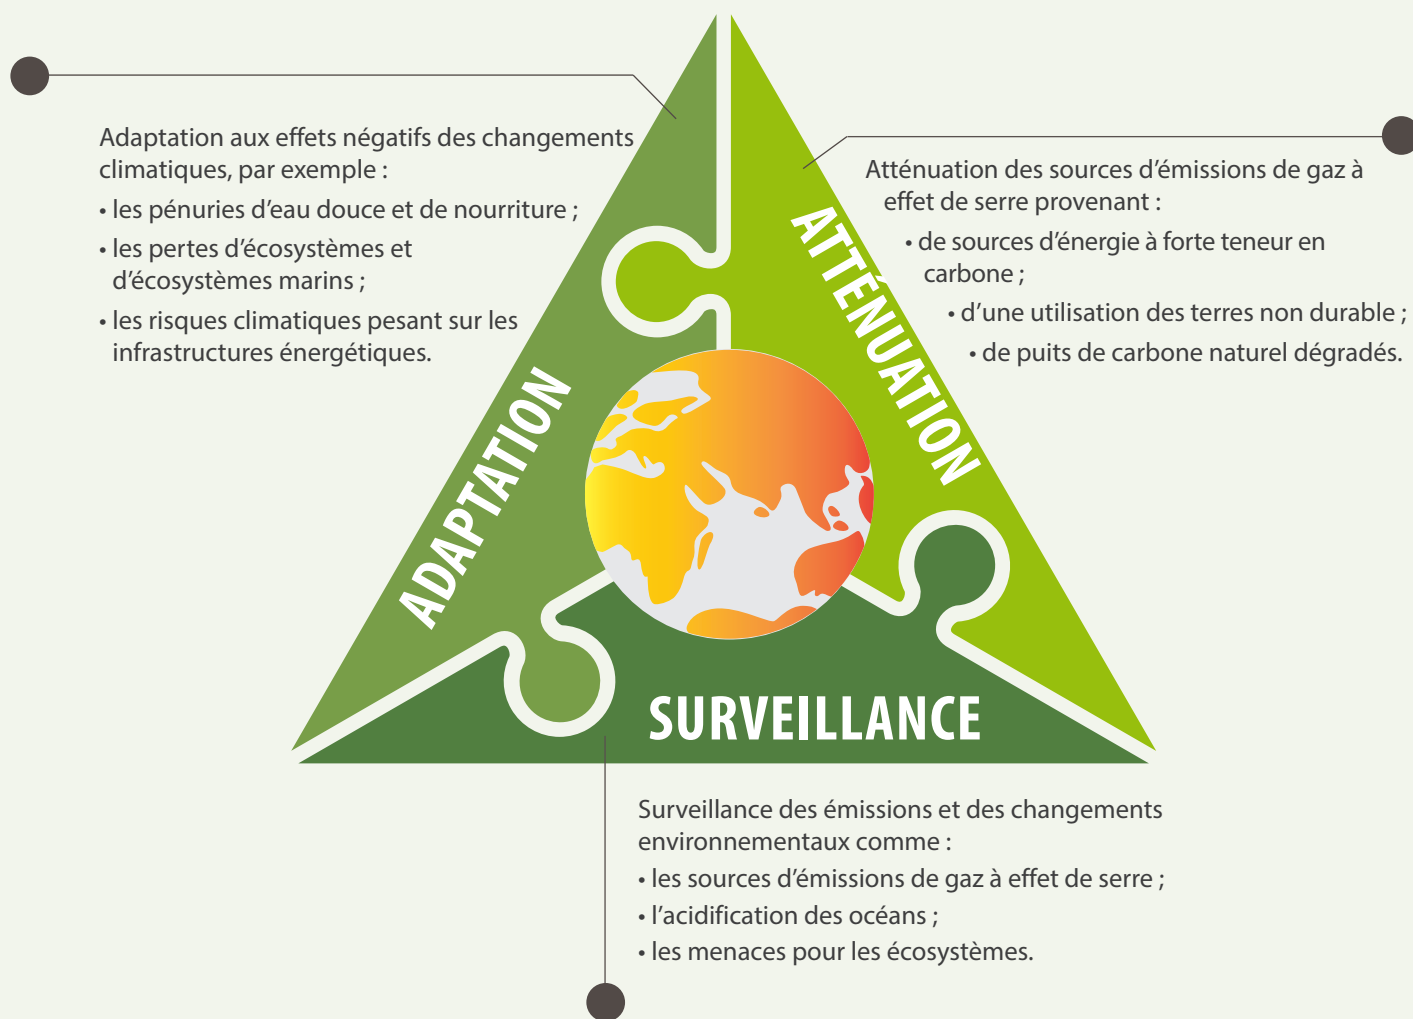 Adaptation aux effets négatifs des changements
climatiques, par exemple :
• les pénuries d’eau douce et de nourriture ;
• les pertes d’écosystèmes et
d’écosystèmes marins ;
• les risques climatiques pesant sur les
infrastructures énergétiques.
Atténuation des sources d’émissions de gaz à
effet de serre provenant :
• de sources d’énergie à forte teneur en
carbone ;
• d’une utilisation des terres non durable ;
• de puits de carbone naturel dégradés.
ADAPTATION
ATTÉNUATION
SURVEILLANCE
Surveillance des émissions et des changements
environnementaux comme :
• les sources d’émissions de gaz à effet de serre ;
• l’acidification des océans ;
• les menaces pour les écosystèmes.